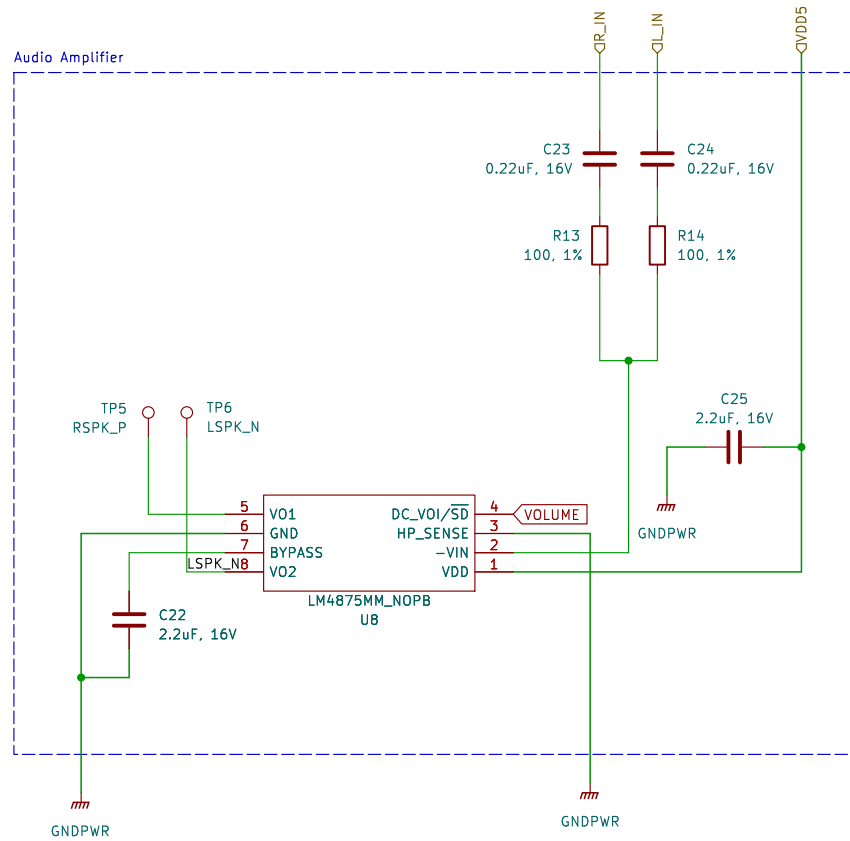 R_IN
L_IN
VDD5
Audio Amplifier
C23
0.22uF, 16V
C24
0.22uF, 16V
R13
100, 1%
R14
100, 1%
TP5
RSPK_P
TP6
LSPK_N
C25
2.2uF, 16V
GNDPWR
5
VO1
DC_VOI/SD
4
VOLUME
6
GND
HP_SENSE
3
7
BYPASS
-VIN
2
LSPK_N
8
VO2
VDD
1
LM4875MM_NOPB
U8
C22
2.2uF, 16V
GNDPWR
GNDPWR